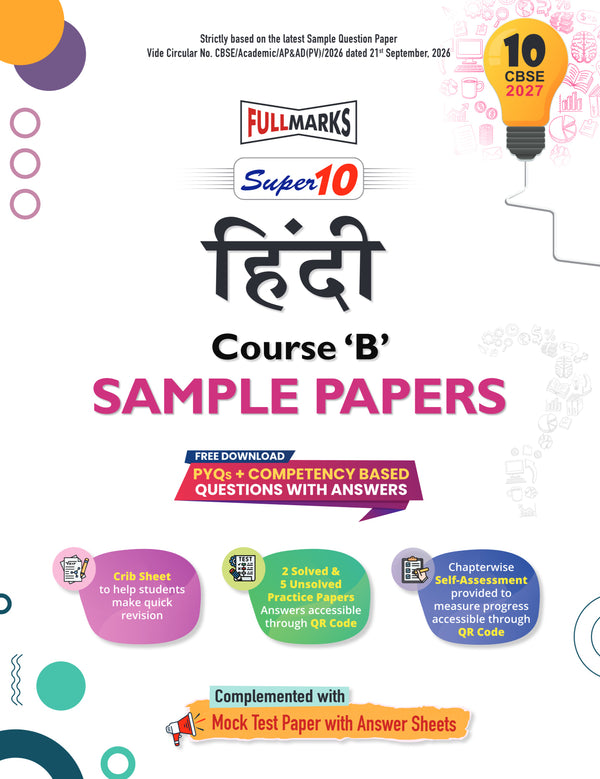 Strictly based on the latest Sample Question Paper
Vide Circular No. CBSE/Academic/AP&AD(PV)/2026 dated 21st September, 2026
10
CBSE
2027
FULLMARKS
Super10
हिंदी
Course ‘B’
SAMPLE PAPERS
FREE DOWNLOAD
PYQs + COMPETENCY BASED
QUESTIONS WITH ANSWERS
Crib Sheet
to help students
make quick
revision
TEST
2 Solved &
5 Unsolved
Practice Papers
Answers accessible
through QR Code
Chapterwise
Self-Assessment
provided to
measure progress
accessible through
QR Code
Complemented with
Mock Test Paper with Answer Sheets